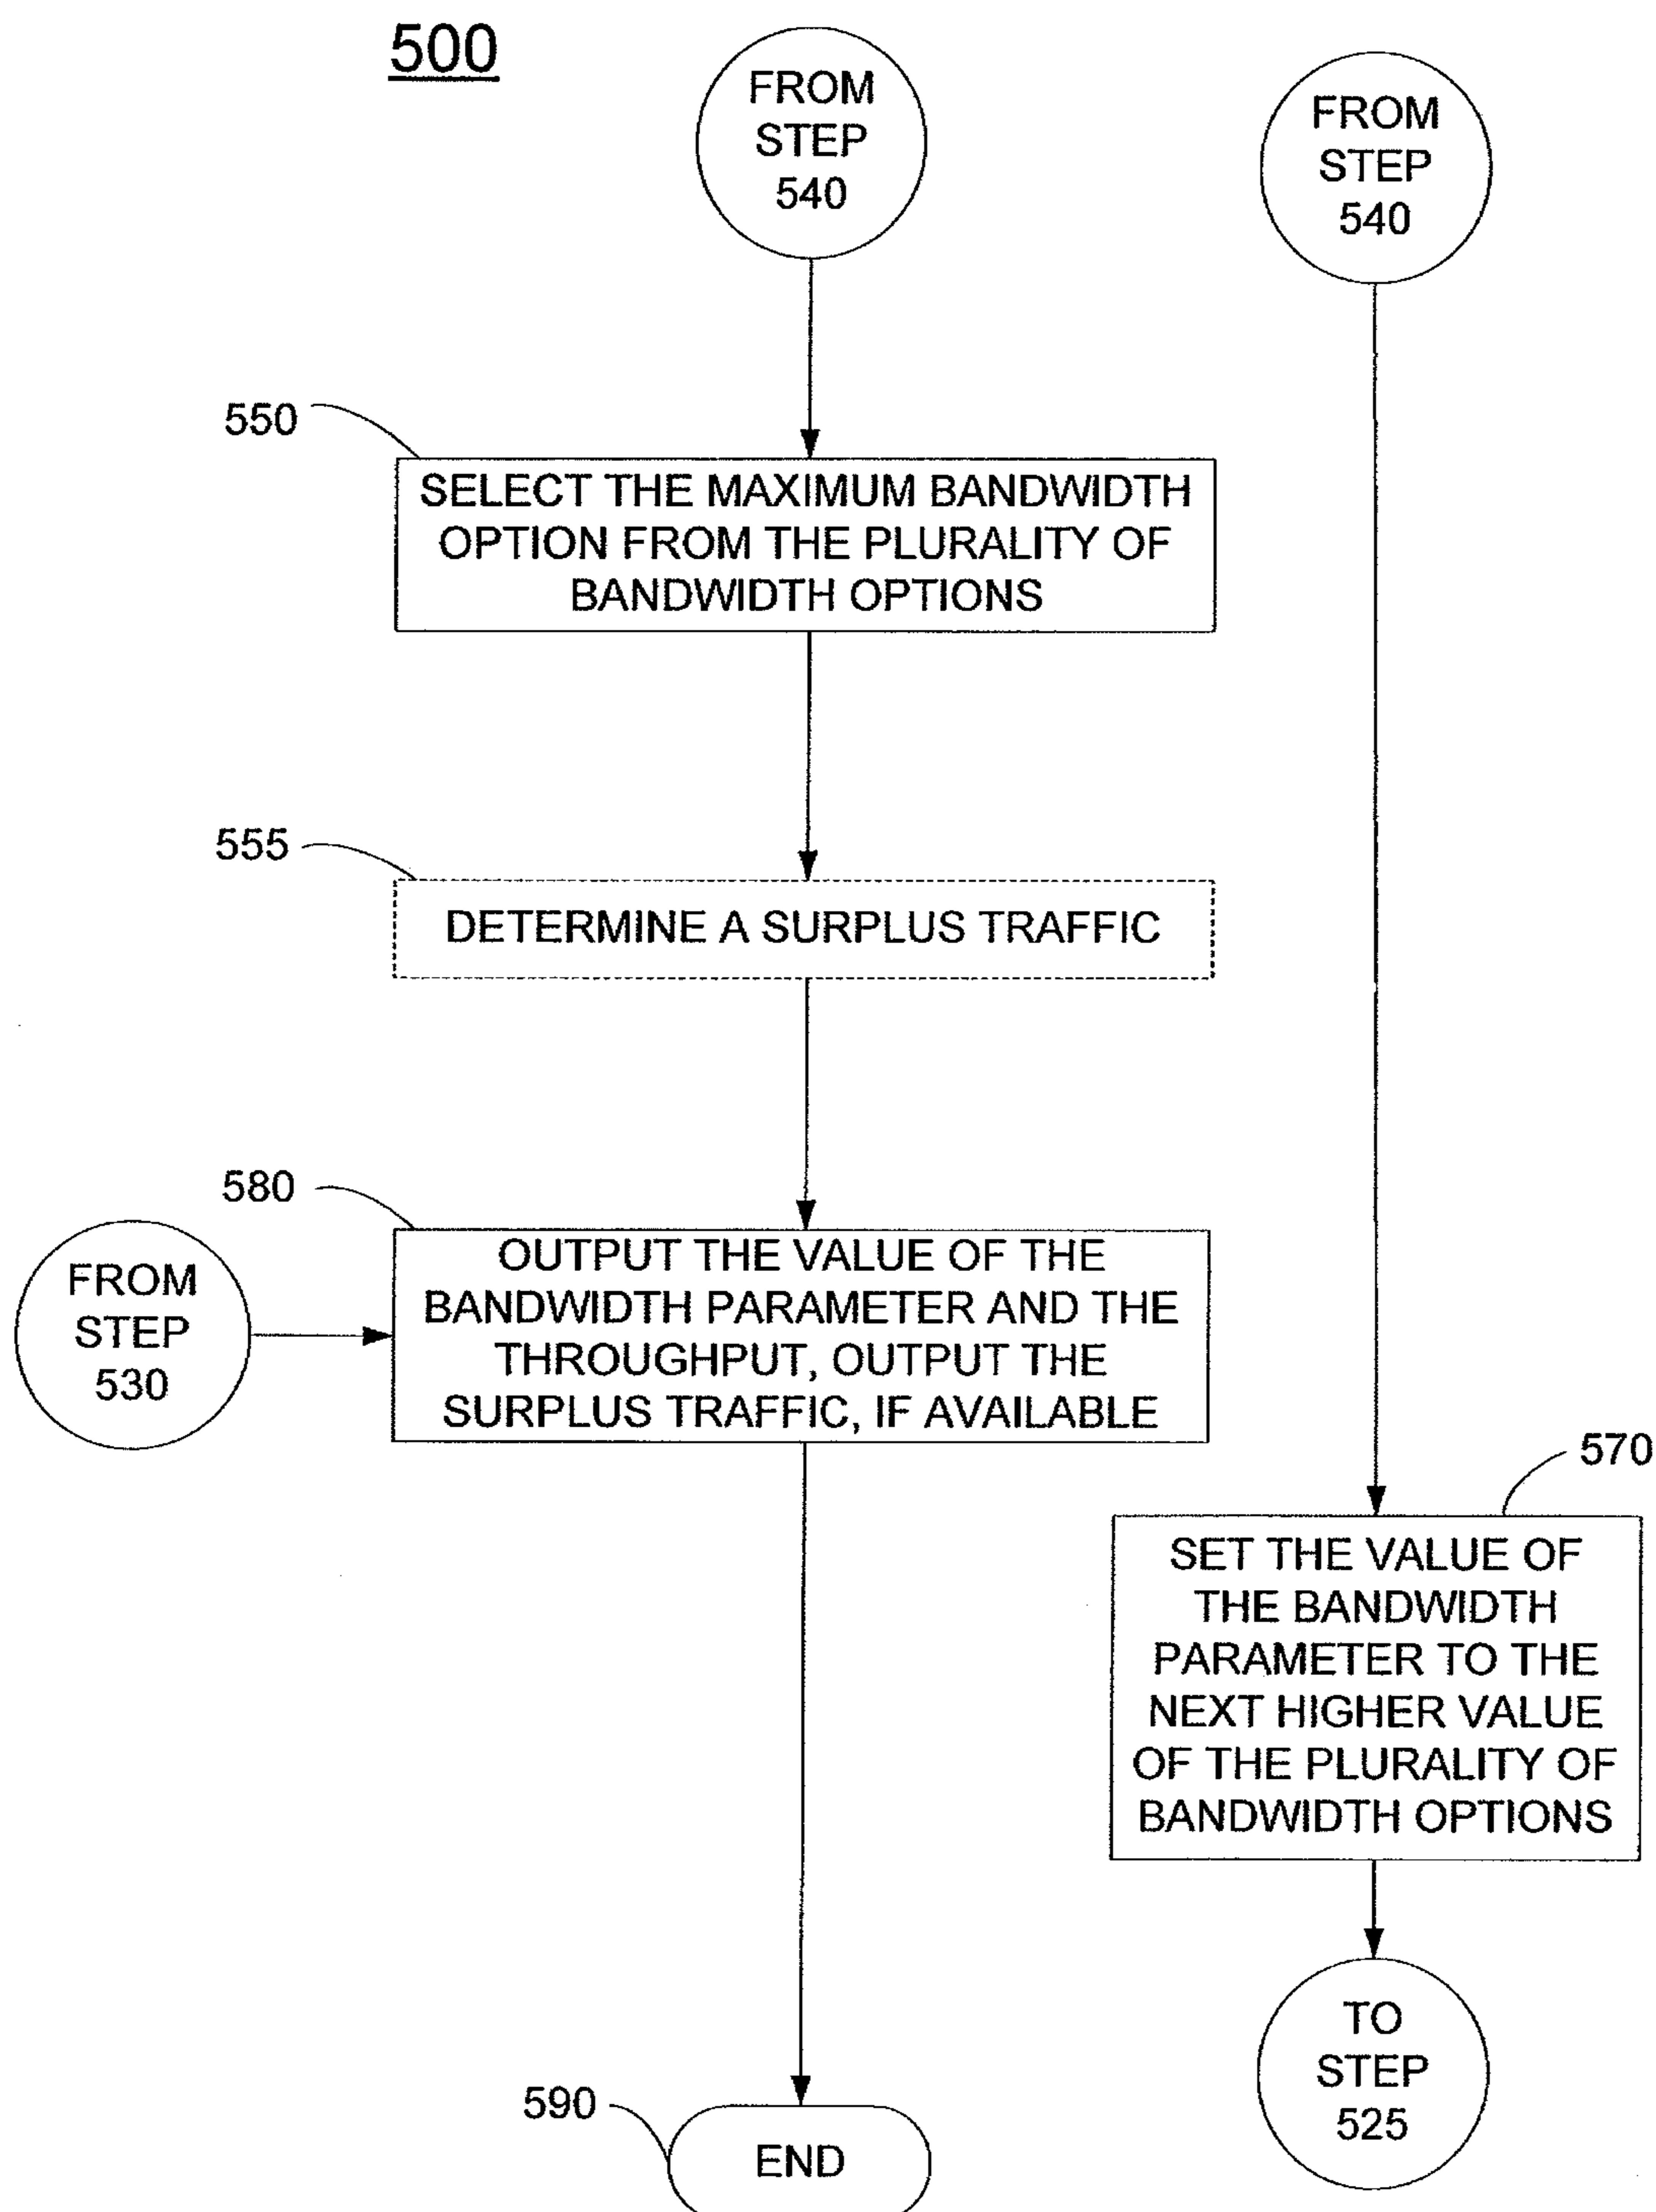 500
FROM
STEP
540
FROM
STEP
540
550
SELECT THE MAXIMUM BANDWIDTH
OPTION FROM THE PLURALITY OF
BANDWIDTH OPTIONS
555
DETERMINE A SURPLUS TRAFFIC
580
FROM
STEP
530
OUTPUT THE VALUE OF THE
BANDWIDTH PARAMETER AND THE
THROUGHPUT, OUTPUT THE
SURPLUS TRAFFIC, IF AVAILABLE
570
SET THE VALUE OF
THE BANDWIDTH
PARAMETER TO THE
NEXT HIGHER VALUE
OF THE PLURALITY OF
BANDWIDTH OPTIONS
TO
STEP
525
590
END